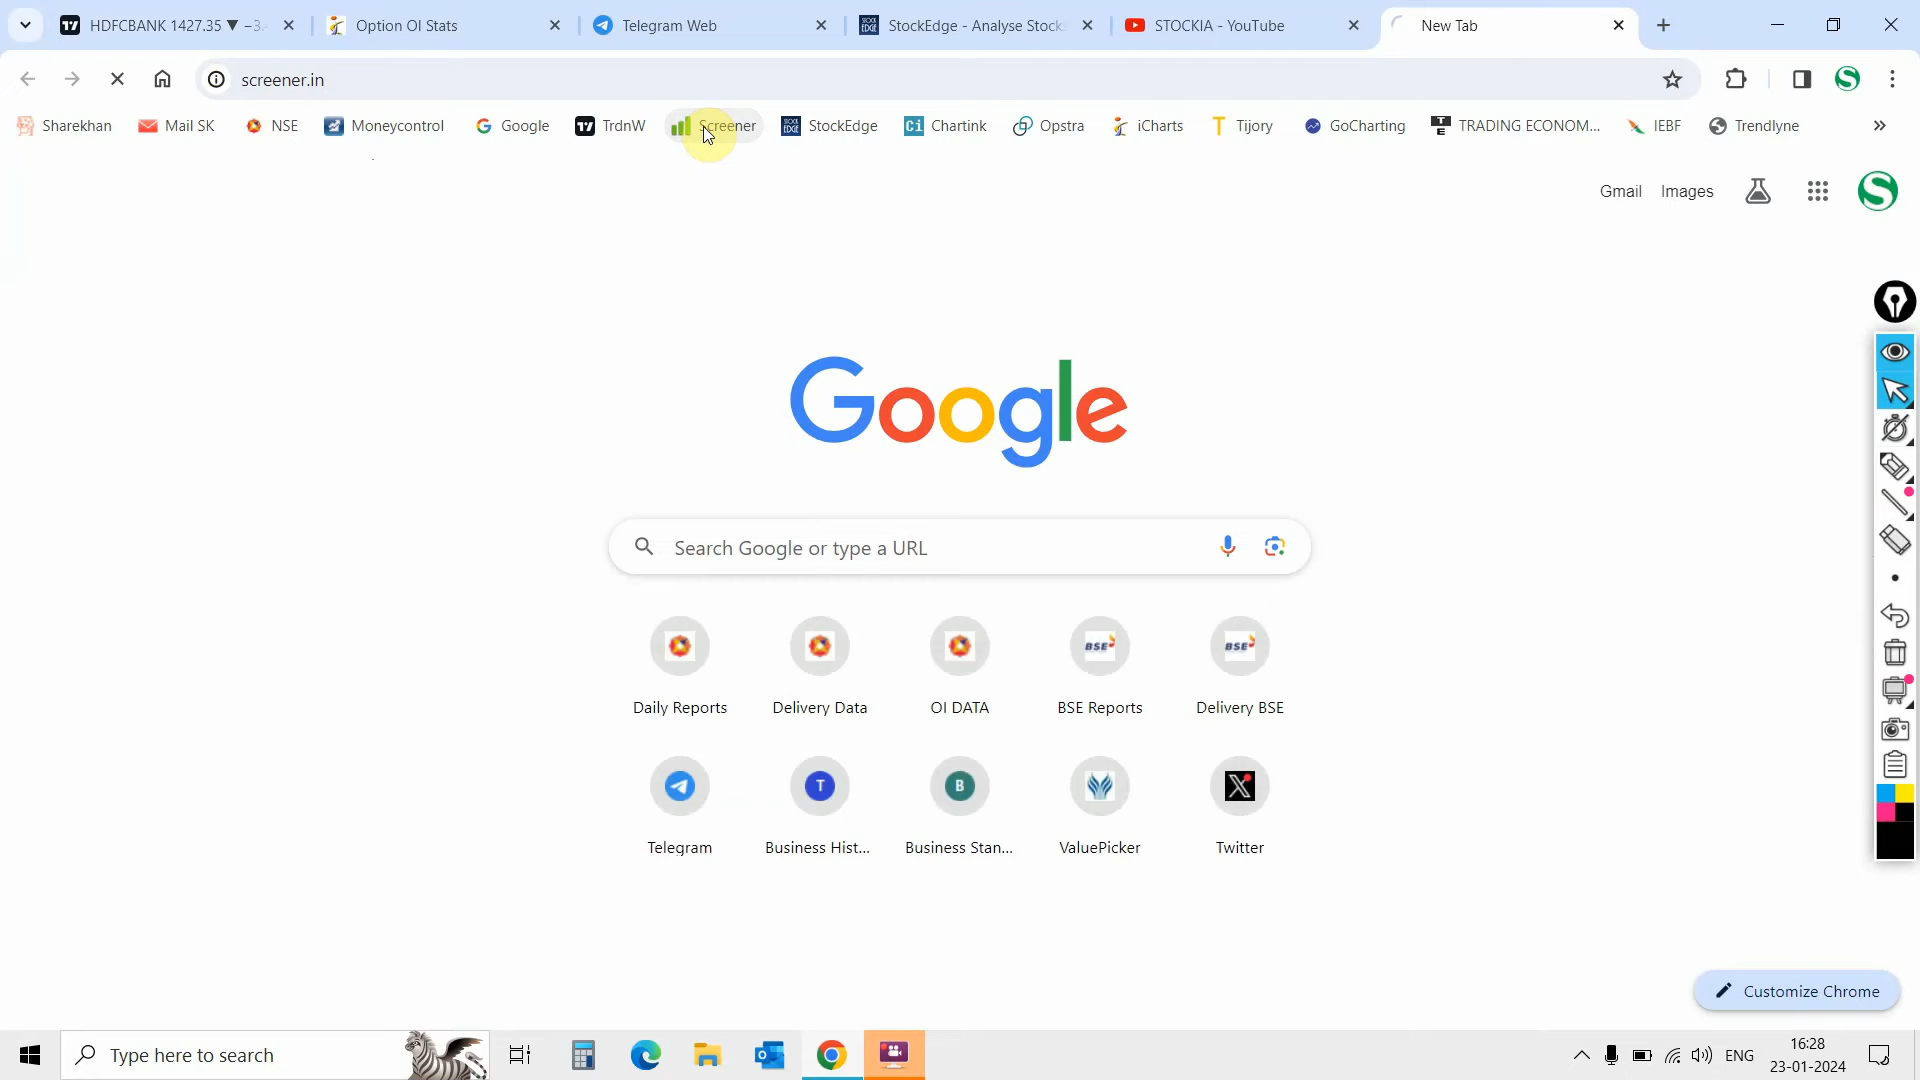 HDFCBANK 1427.35 ▼ −3.
Option OI Stats
Telegram Web
StockEdge - Analyse Stock
STOCKIA - YouTube
New Tab
screener.in
Sharekhan
Mail SK
NSE
Moneycontrol
Google
TrdnW
Screener
StockEdge
Chartink
Opstra
iCharts
Tijory
GoCharting
TRADING ECONOM...
IEBF
Trendlyne
Gmail
Images
Google
Search Google or type a URL
Daily Reports
Delivery Data
OI DATA
BSE Reports
Delivery BSE
Telegram
Business Hist...
Business Stan...
ValuePicker
Twitter
Customize Chrome
Type here to search
ENG
16:28
23-01-2024